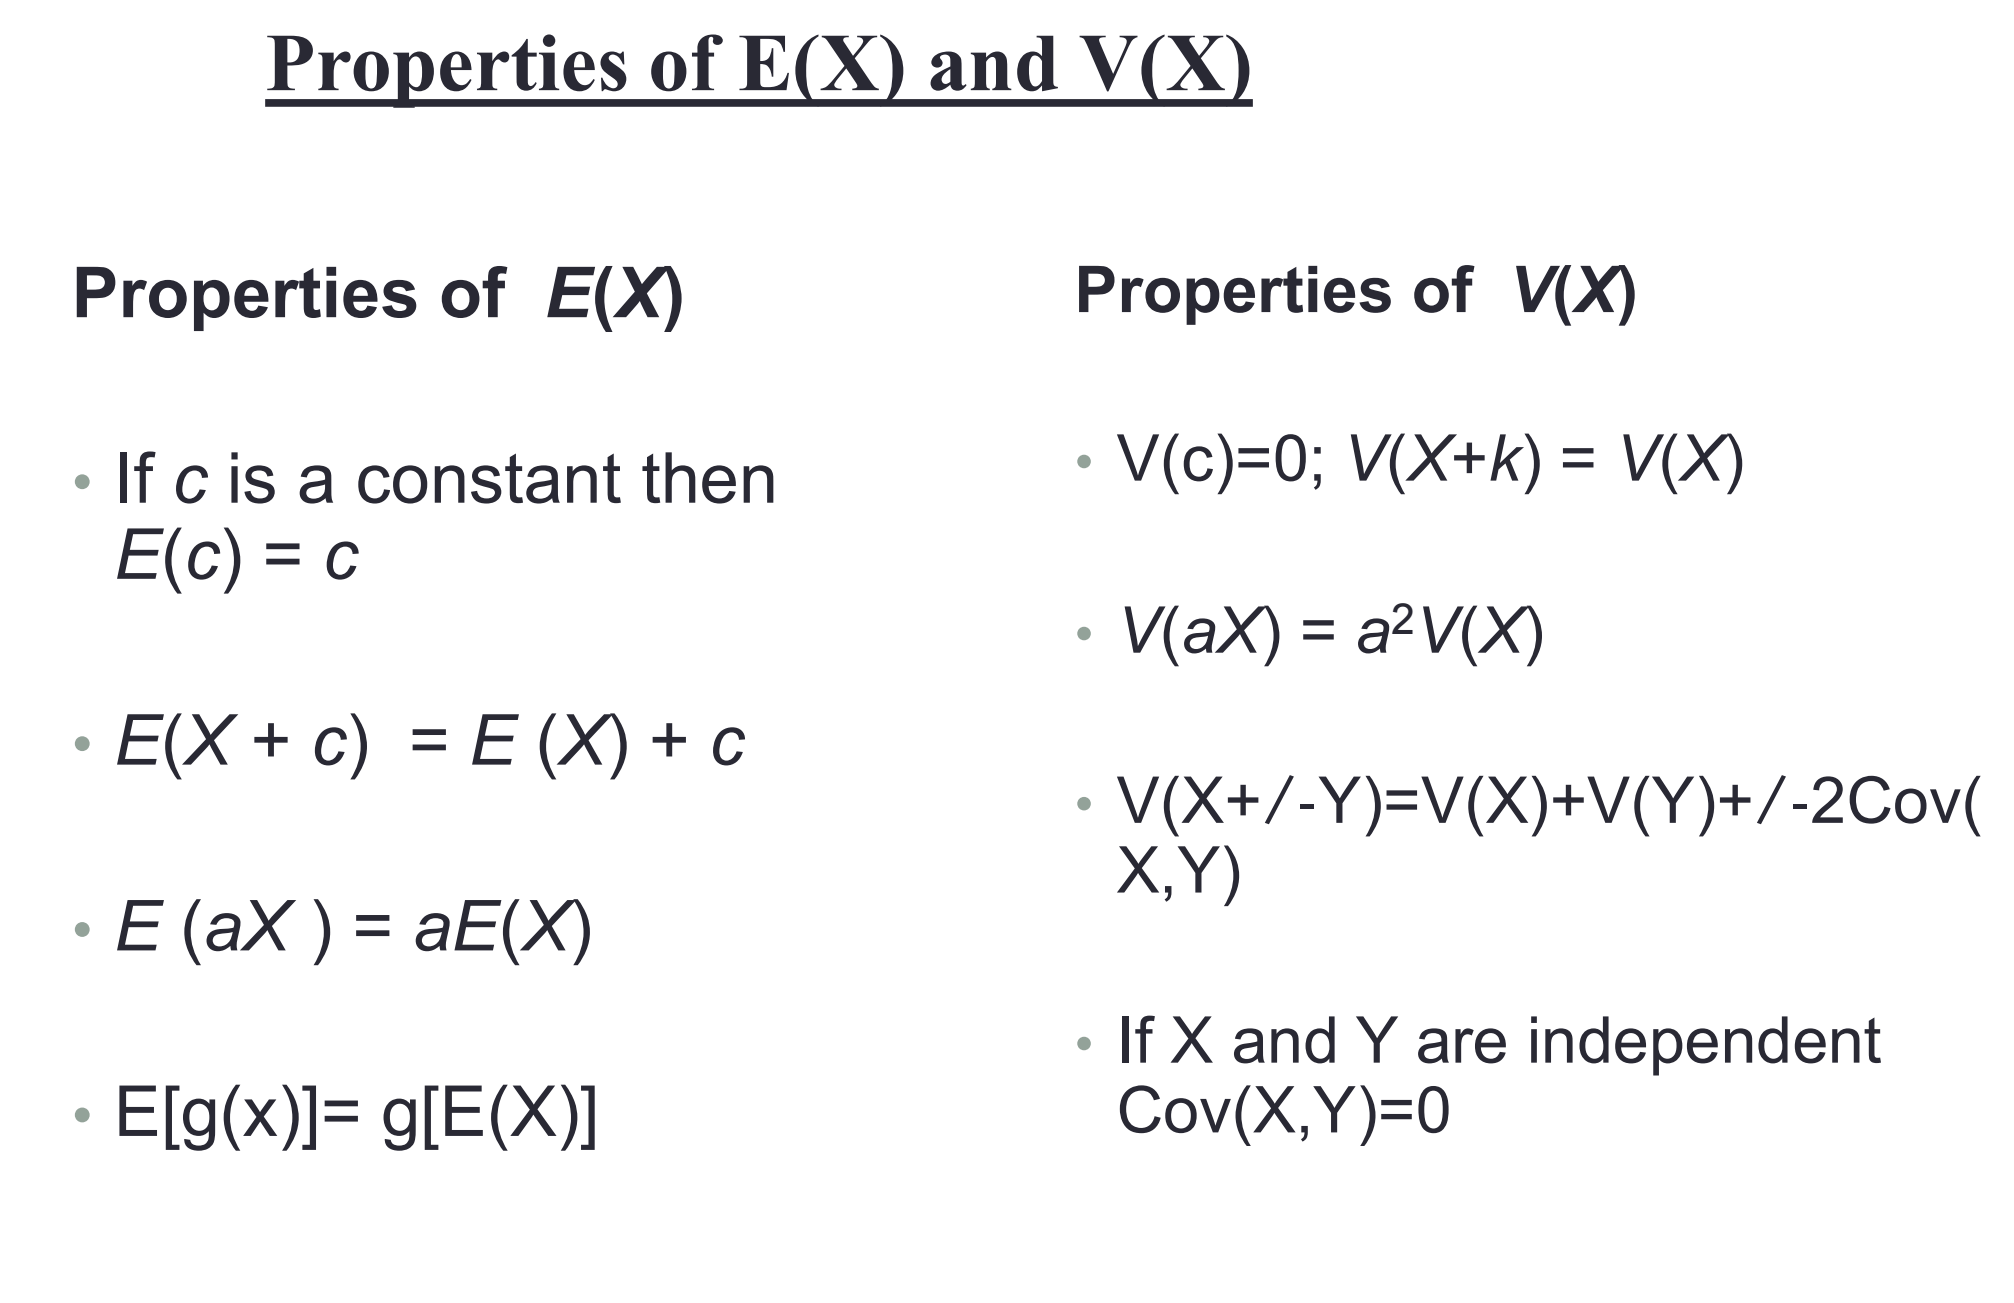 Properties of E(X) and V(X)
Properties of E(X)
• If c is a constant then
E(c) = c
• E(X + c) = E (X) + c
• E (aX ) = aE(X)
• E[g(x)]= g[E(X)]
Properties of V(X)
• V(c)=0; V(X+k) = V(X)
• V(aX) = a²V(X)
• V(X+/-Y)=V(X)+V(Y)+/-2Cov(
X,Y)
• If X and Y are independent
Cov(X,Y)=0